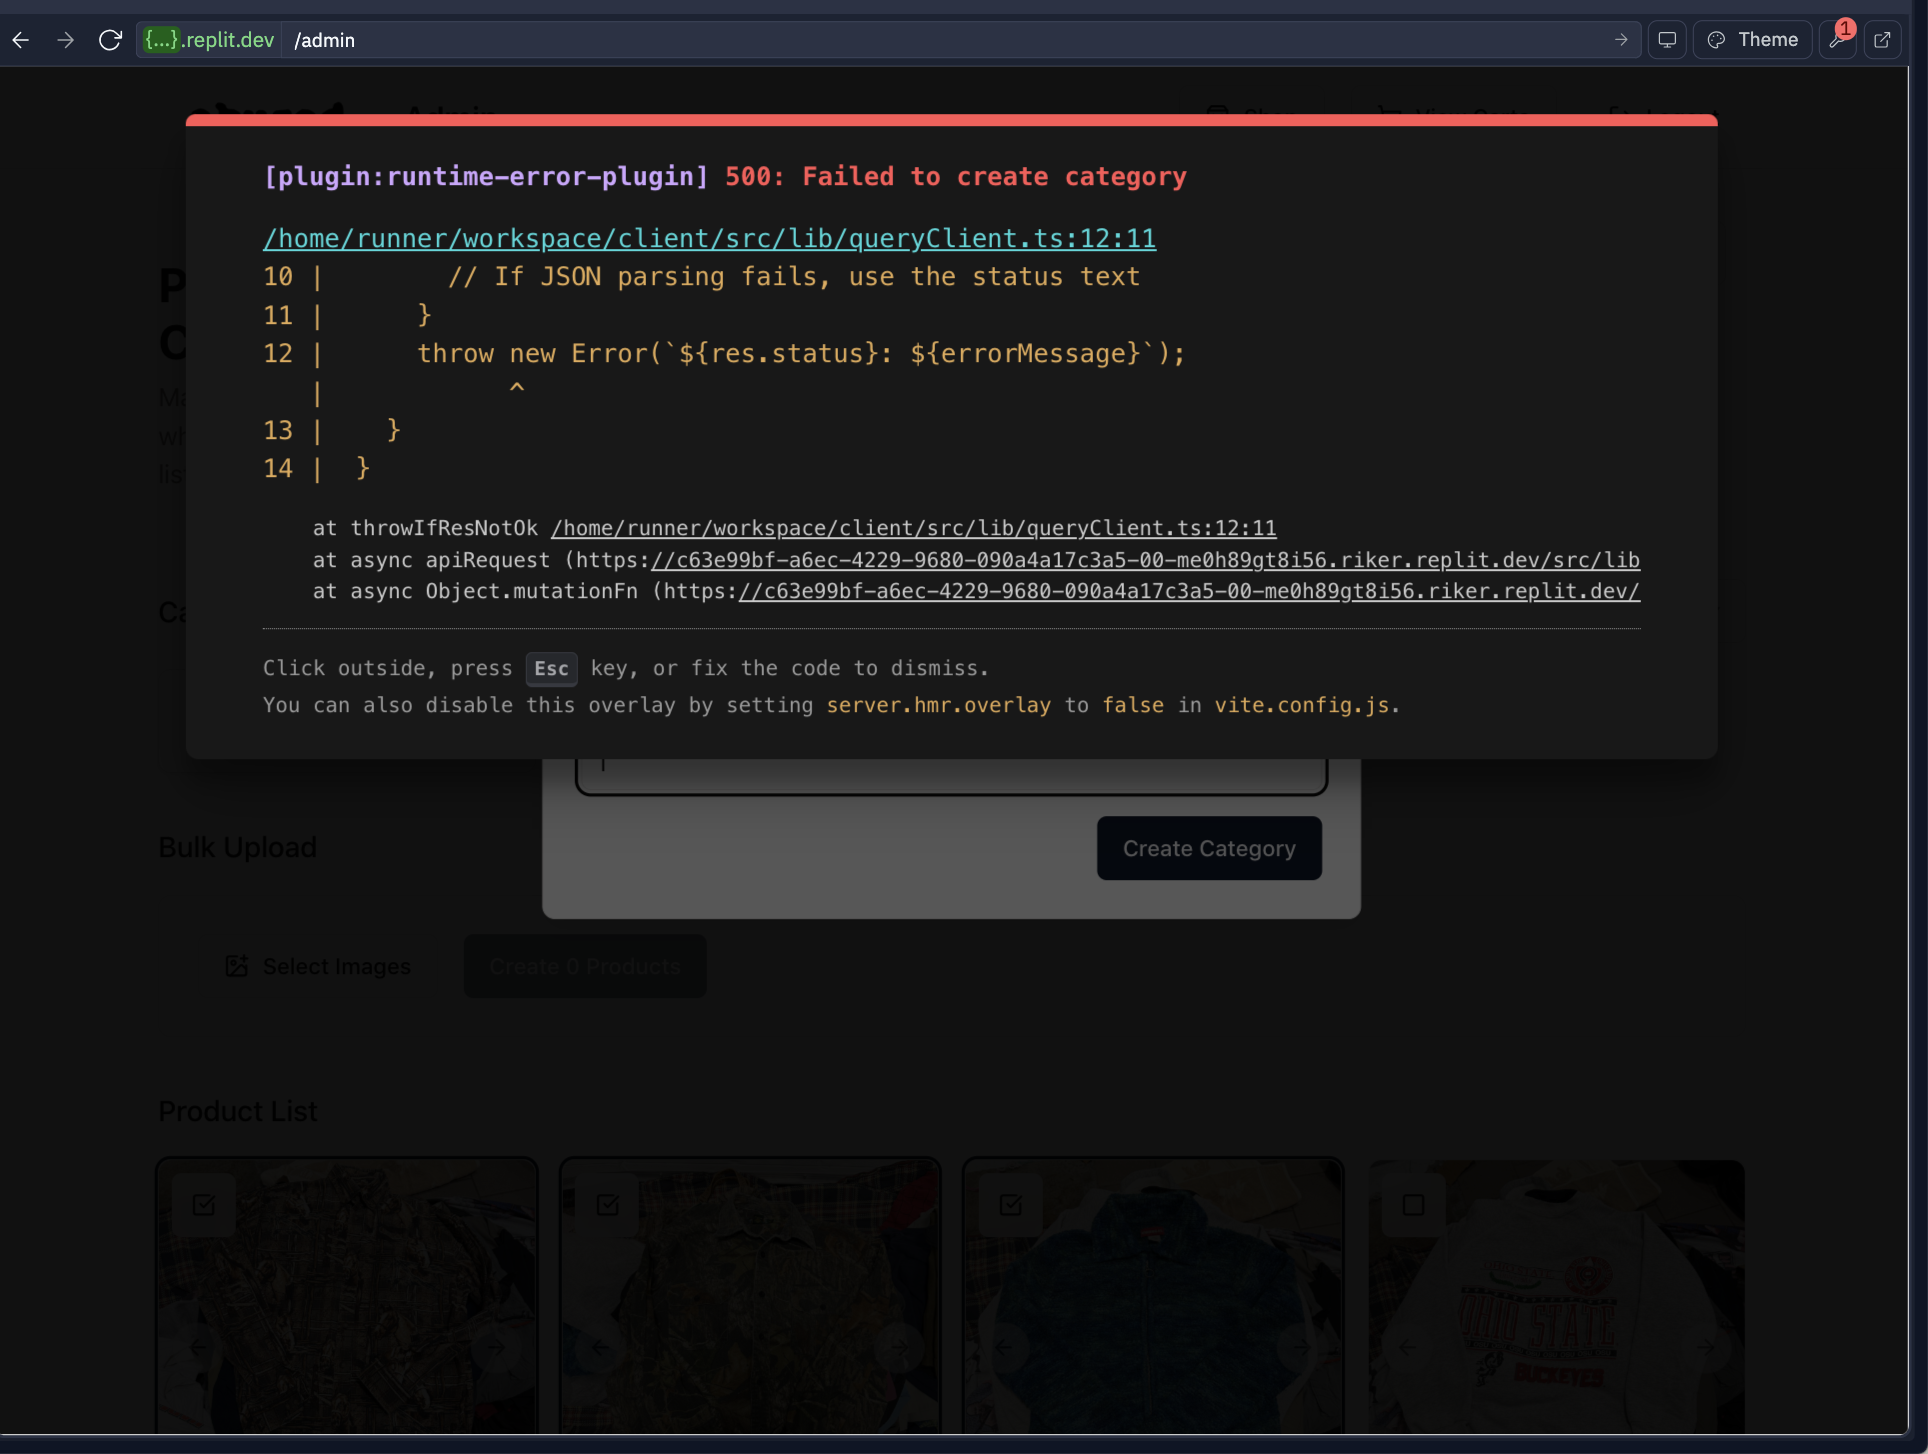 {...}.replit.dev /admin Theme 1
Admin
[plugin:runtime-error-plugin] 500: Failed to create category
/home/runner/workspace/client/src/lib/queryClient.ts:12:11
10 | // If JSON parsing fails, use the status text
11 | }
12 | throw new Error(`${res.status}: ${errorMessage}`);
| ^
13 | }
14 | }
at throwIfResNotOk /home/runner/workspace/client/src/lib/queryClient.ts:12:11
at async apiRequest (https://c63e99bf-a6ec-4229-9680-090a4a17c3a5-00-me0h89gt8i56.riker.replit.dev/src/lib
at async Object.mutationFn (https://c63e99bf-a6ec-4229-9680-090a4a17c3a5-00-me0h89gt8i56.riker.replit.dev/
Click outside, press Esc key, or fix the code to dismiss.
You can also disable this overlay by setting server.hmr.overlay to false in vite.config.js.
Create Category
Bulk Upload
Select Images Create 0 Products
Product List
OHIO STATE
BUCKEYES